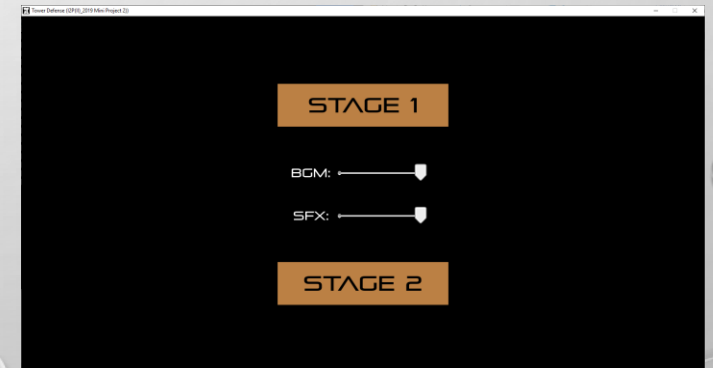 Tower Defense (I2P(II)_2019 Mini Project 2))
STAGE 1
BGM:
SFX:
STAGE 2